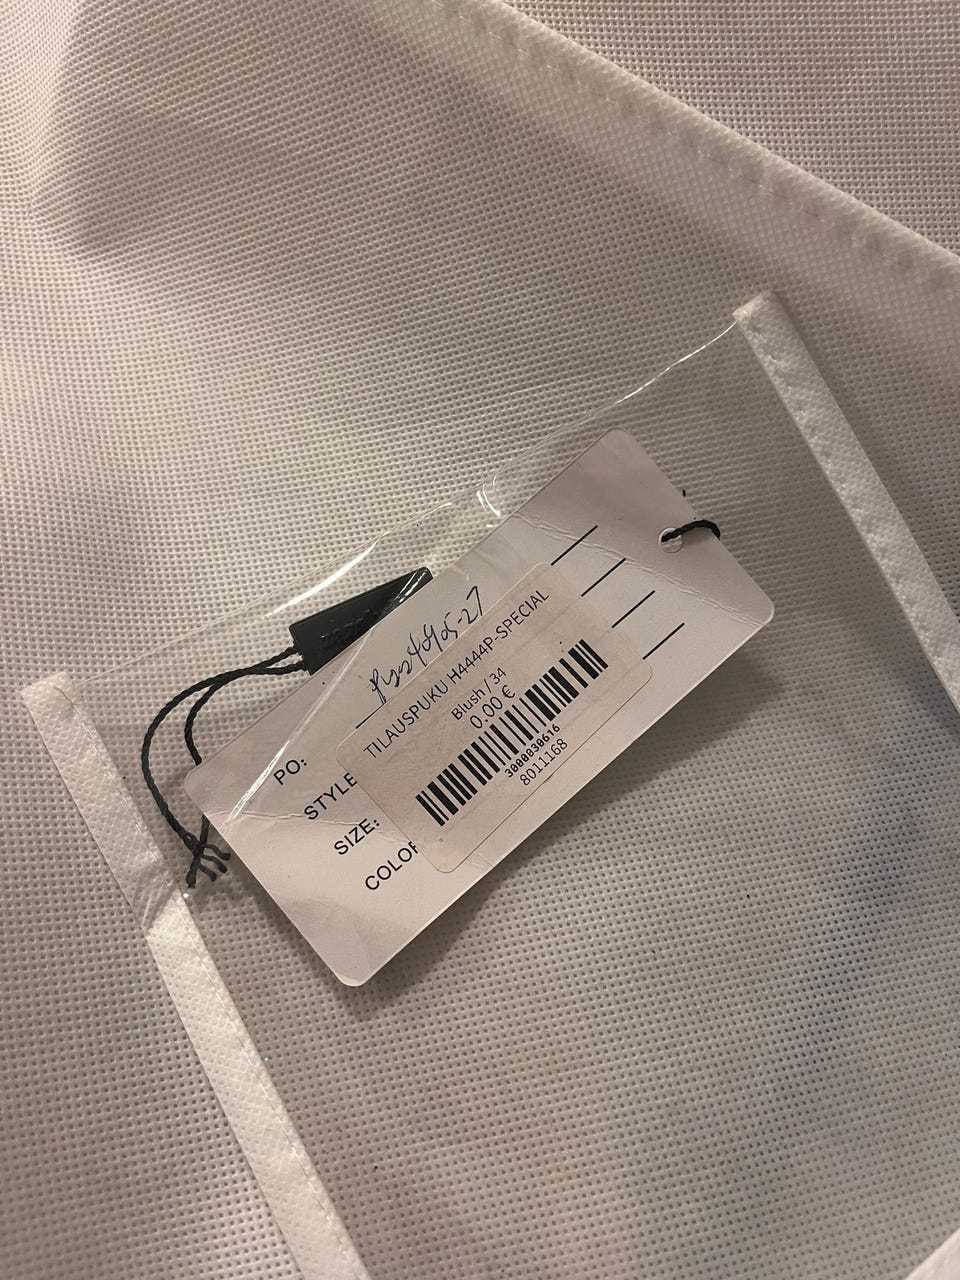 PO:
STYLE
SIZE:
COLOR
TILAUSPUKU H4444P-SPECIAL
Blush / 34
0.00 €
3000030616
8011168